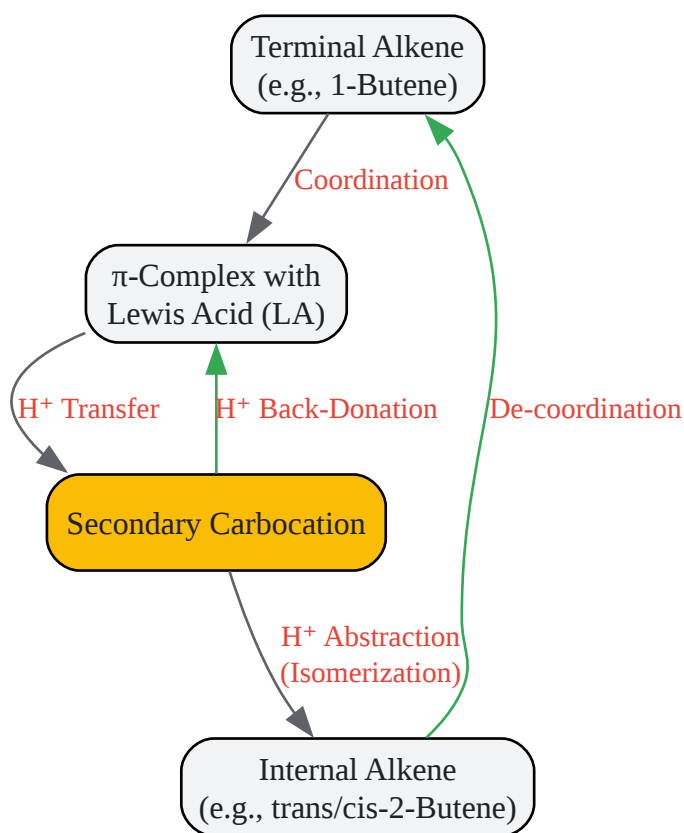 Terminal Alkene
(e.g., 1-Butene)
Coordination
π-Complex with
Lewis Acid (LA)
H⁺ Transfer
H⁺ Back-Donation
De-coordination
Secondary Carbocation
H⁺ Abstraction
(Isomerization)
Internal Alkene
(e.g., trans/cis-2-Butene)